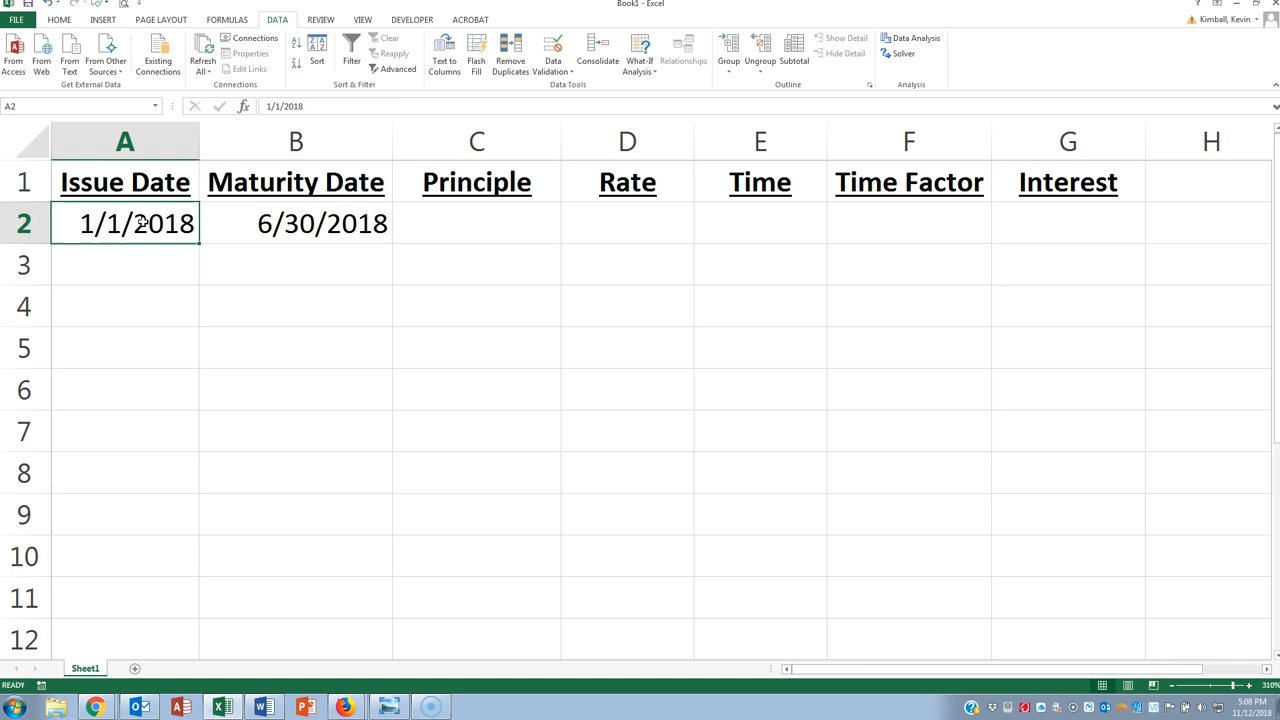 Book1 - Excel
FILE HOME INSERT PAGE LAYOUT FORMULAS DATA REVIEW VIEW DEVELOPER ACROBAT Kimball, Kevin
From Access From Web From Text From Other Sources Existing Connections
Refresh All Connections Properties Edit Links
Sort Filter Clear Reapply Advanced
Text to Columns Flash Fill Remove Duplicates Data Validation Consolidate What-If Analysis Relationships
Group Ungroup Subtotal Show Detail Hide Detail
Data Analysis Solver
Get External Data Connections Sort & Filter Data Tools Outline Analysis
A2 fx 1/1/2018
A B C D E F G H
1 Issue Date Maturity Date Principle Rate Time Time Factor Interest
2 1/1/2018 6/30/2018
3
4
5
6
7
8
9
10
11
12
Sheet1
READY 310%
5:08 PM
11/12/2018